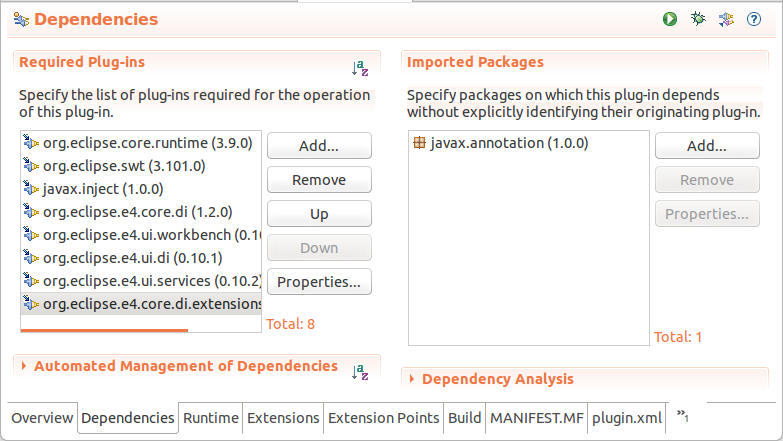 Dependencies
Required Plug-ins
Specify the list of plug-ins required for the operation
of this plug-in.
org.eclipse.core.runtime (3.9.0)
org.eclipse.swt (3.101.0)
javax.inject (1.0.0)
org.eclipse.e4.core.di (1.2.0)
org.eclipse.e4.ui.workbench (0.10
org.eclipse.e4.ui.di (0.10.1)
org.eclipse.e4.ui.services (0.10.2)
org.eclipse.e4.core.di.extensions
Add...
Remove
Up
Down
Properties...
Total: 8
Automated Management of Dependencies
Imported Packages
Specify packages on which this plug-in depends
without explicitly identifying their originating plug-in.
javax.annotation (1.0.0)
Add...
Remove
Properties...
Total: 1
Dependency Analysis
Overview Dependencies Runtime Extensions Extension Points Build MANIFEST.MF plugin.xml »1